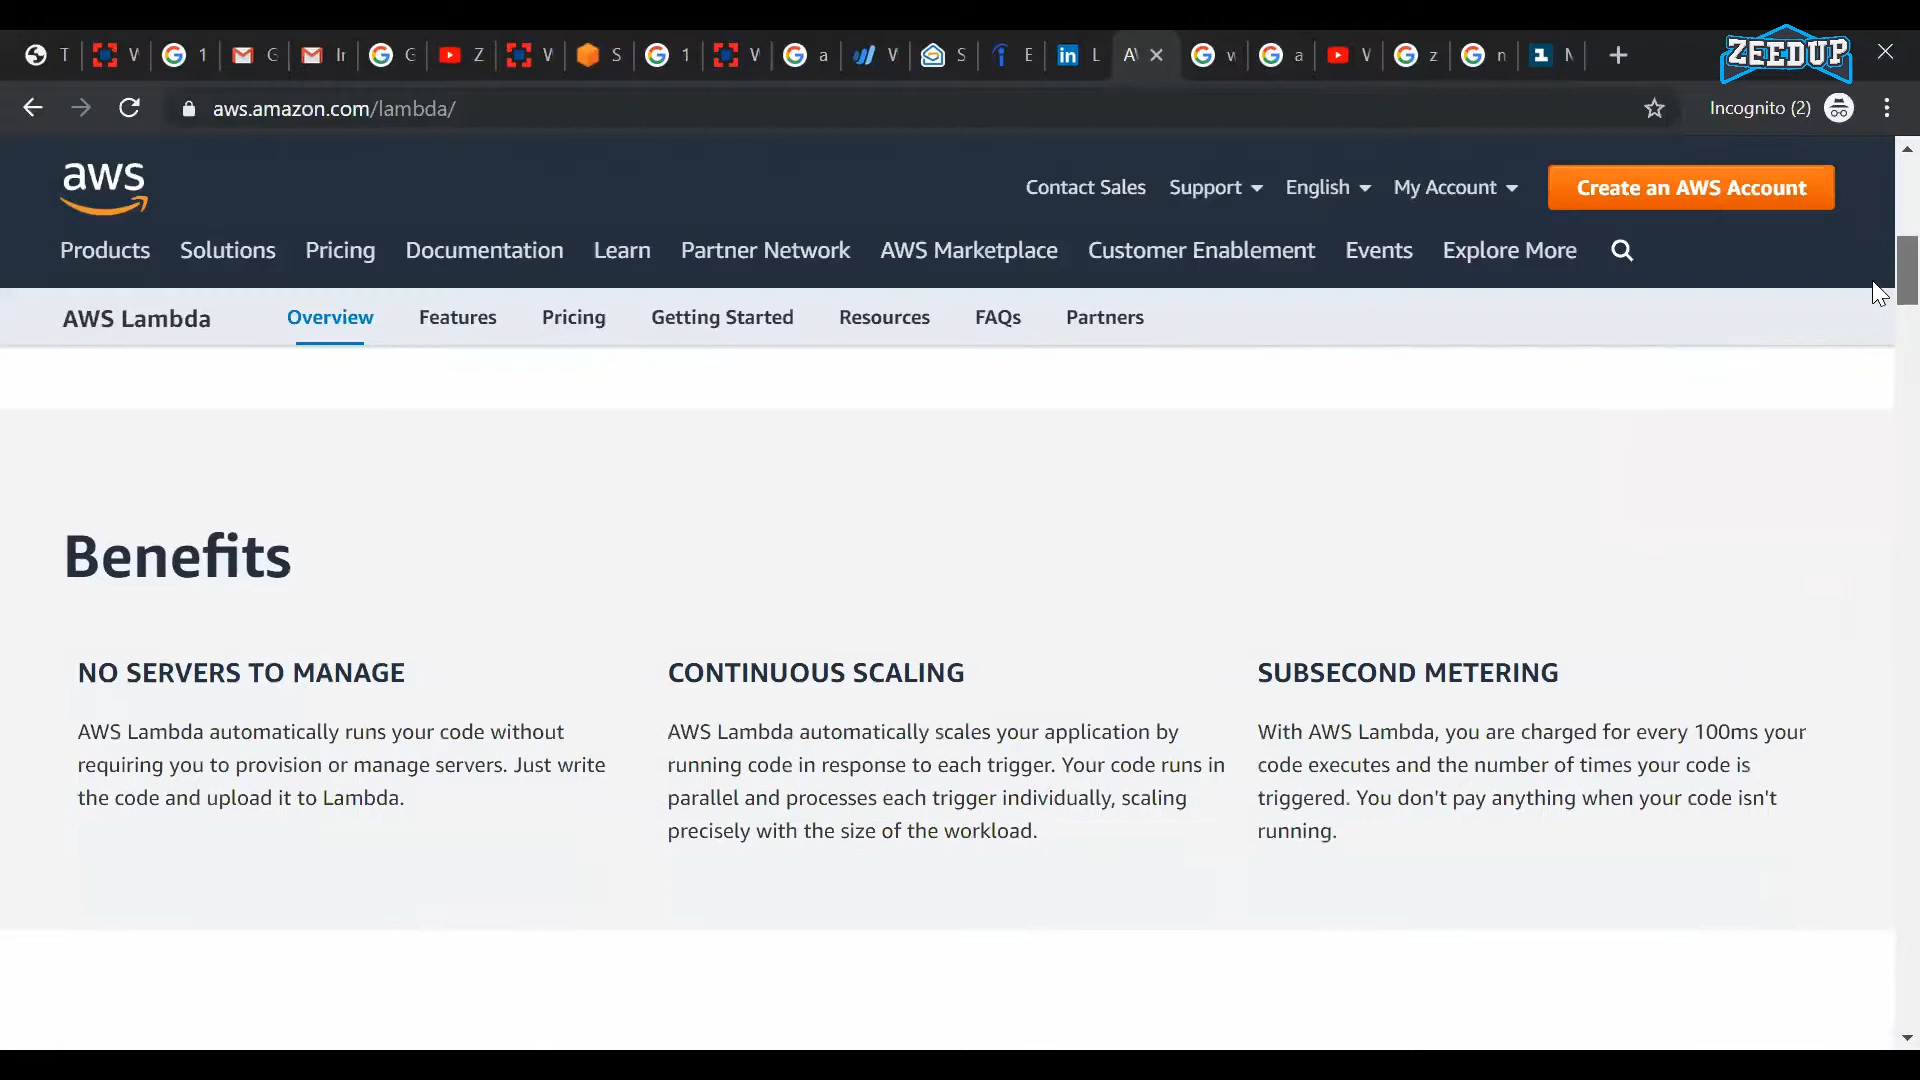 T W 1 G Ir G Z W S 1 W a W S E L A\ w a W z n N
ZEEDUP
aws.amazon.com/lambda/ Incognito (2)
aws
Contact Sales Support English My Account Create an AWS Account
Products Solutions Pricing Documentation Learn Partner Network AWS Marketplace Customer Enablement Events Explore More
AWS Lambda Overview Features Pricing Getting Started Resources FAQs Partners
Benefits
NO SERVERS TO MANAGE
AWS Lambda automatically runs your code without
requiring you to provision or manage servers. Just write
the code and upload it to Lambda.
CONTINUOUS SCALING
AWS Lambda automatically scales your application by
running code in response to each trigger. Your code runs in
parallel and processes each trigger individually, scaling
precisely with the size of the workload.
SUBSECOND METERING
With AWS Lambda, you are charged for every 100ms your
code executes and the number of times your code is
triggered. You don't pay anything when your code isn't
running.